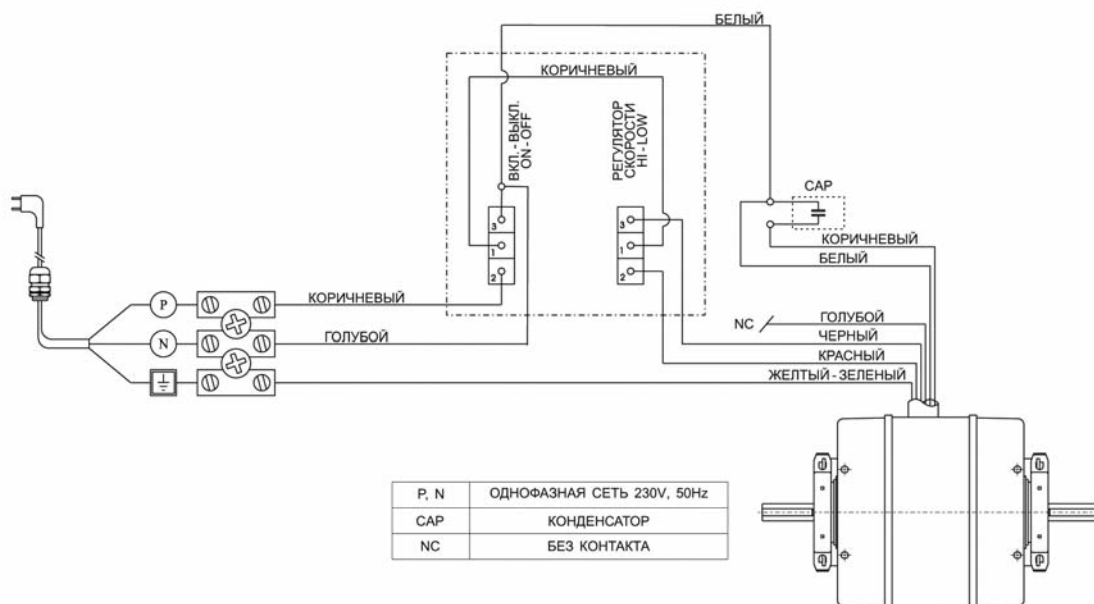 БЕЛЫЙ
КОРИЧНЕВЫЙ
ВКЛ. - ВЫКЛ.
ON - OFF
РЕГУЛЯТОР
СКОРОСТИ
HI - LOW
CAP
3
1
2
3
1
2
КОРИЧНЕВЫЙ
БЕЛЫЙ
P
КОРИЧНЕВЫЙ
N
ГОЛУБОЙ
NC
ГОЛУБОЙ
ЧЕРНЫЙ
КРАСНЫЙ
ЖЕЛТЫЙ - ЗЕЛЕНЫЙ
P, N ОДНОФАЗНАЯ СЕТЬ 230V, 50Hz
CAP КОНДЕНСАТОР
NC БЕЗ КОНТАКТА